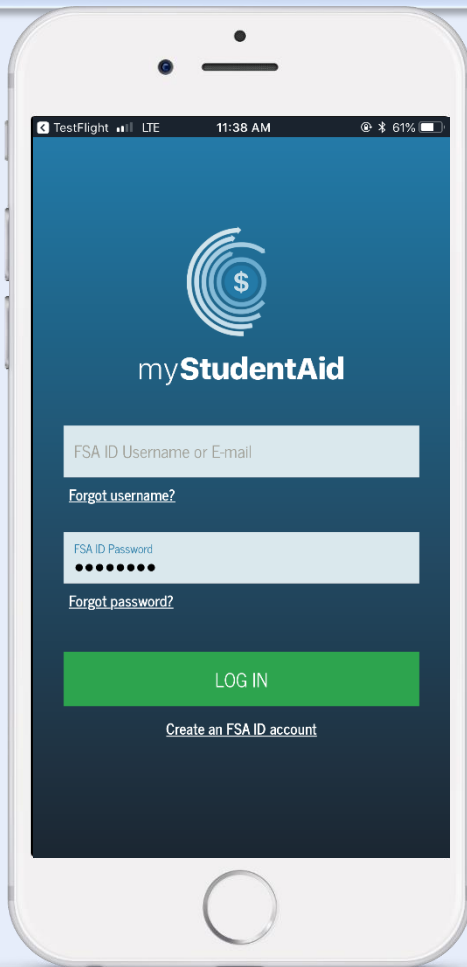 TestFlight LTE 11:38 AM 61%
$
myStudentAid
FSA ID Username or E-mail
Forgot username?
FSA ID Password
Forgot password?
LOG IN
Create an FSA ID account